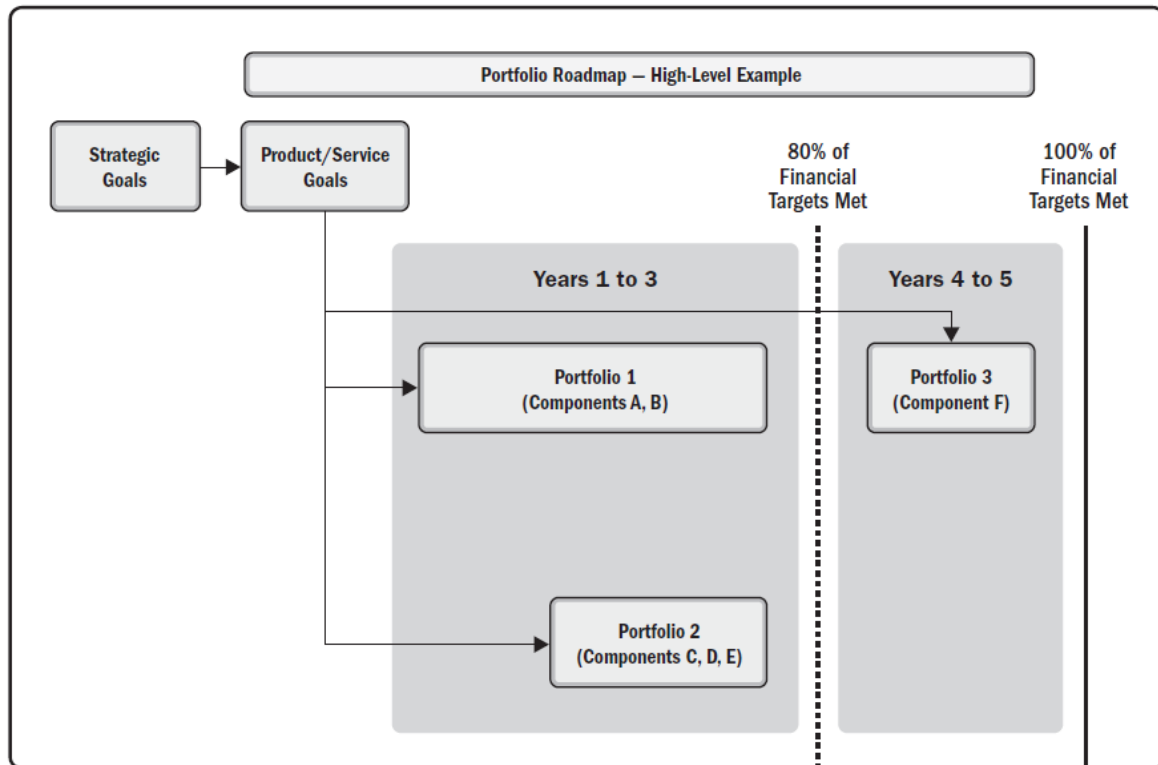 Portfolio Roadmap — High-Level Example
Strategic
Goals
Product/Service
Goals
80% of
Financial
Targets Met
100% of
Financial
Targets Met
Years 1 to 3
Years 4 to 5
Portfolio 1
(Components A, B)
Portfolio 3
(Component F)
Portfolio 2
(Components C, D, E)